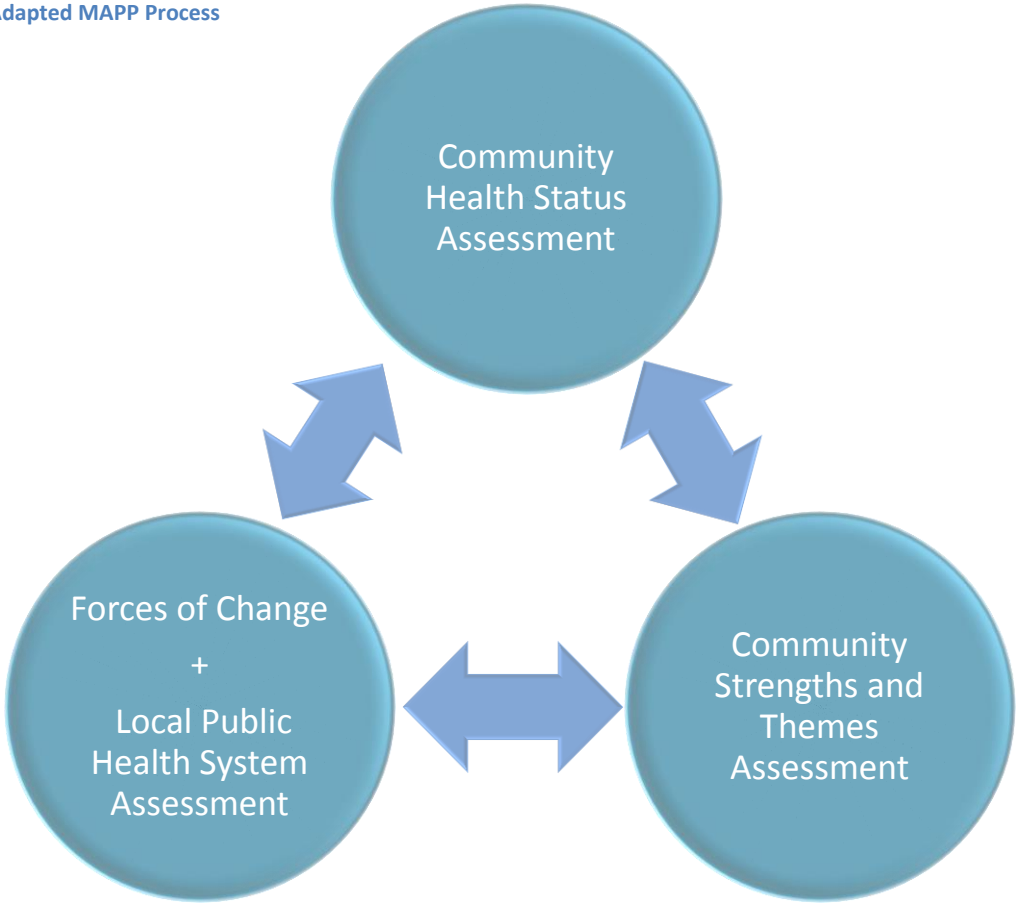 Adapted MAPP Process
Community
Health Status
Assessment
Forces of Change
+
Local Public
Health System
Assessment
Community
Strengths and
Themes
Assessment